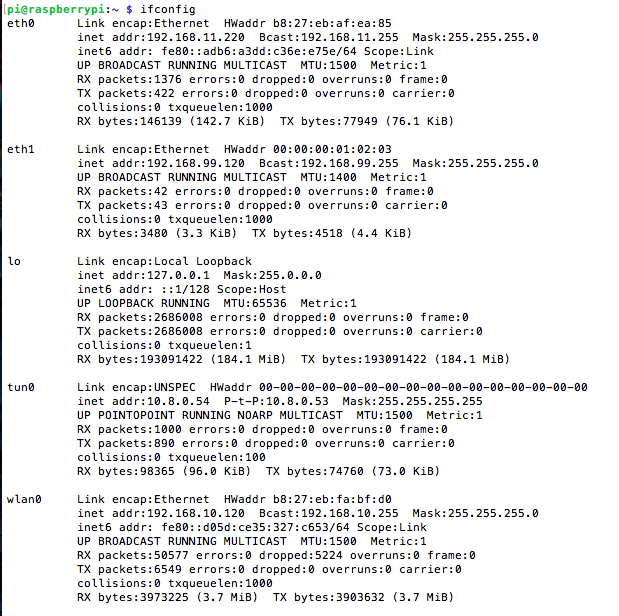 pi@raspberrypi:~ $ ifconfig
eth0      Link encap:Ethernet  HWaddr b8:27:eb:af:ea:85
          inet addr:192.168.11.220  Bcast:192.168.11.255  Mask:255.255.255.0
          inet6 addr: fe80::adb6:a3dd:c36e:e75e/64 Scope:Link
          UP BROADCAST RUNNING MULTICAST  MTU:1500  Metric:1
          RX packets:1376 errors:0 dropped:0 overruns:0 frame:0
          TX packets:422 errors:0 dropped:0 overruns:0 carrier:0
          collisions:0 txqueuelen:1000
          RX bytes:146139 (142.7 KiB)  TX bytes:77949 (76.1 KiB)

eth1      Link encap:Ethernet  HWaddr 00:00:00:01:02:03
          inet addr:192.168.99.120  Bcast:192.168.99.255  Mask:255.255.255.0
          UP BROADCAST RUNNING MULTICAST  MTU:1400  Metric:1
          RX packets:42 errors:0 dropped:0 overruns:0 frame:0
          TX packets:43 errors:0 dropped:0 overruns:0 carrier:0
          collisions:0 txqueuelen:1000
          RX bytes:3480 (3.3 KiB)  TX bytes:4518 (4.4 KiB)

lo        Link encap:Local Loopback
          inet addr:127.0.0.1  Mask:255.0.0.0
          inet6 addr: ::1/128 Scope:Host
          UP LOOPBACK RUNNING  MTU:65536  Metric:1
          RX packets:2686008 errors:0 dropped:0 overruns:0 frame:0
          TX packets:2686008 errors:0 dropped:0 overruns:0 carrier:0
          collisions:0 txqueuelen:1
          RX bytes:193091422 (184.1 MiB)  TX bytes:193091422 (184.1 MiB)

tun0      Link encap:UNSPEC  HWaddr 00-00-00-00-00-00-00-00-00-00-00-00-00-00-00-00
          inet addr:10.8.0.54  P-t-P:10.8.0.53  Mask:255.255.255.255
          UP POINTOPOINT RUNNING NOARP MULTICAST  MTU:1500  Metric:1
          RX packets:1000 errors:0 dropped:0 overruns:0 frame:0
          TX packets:890 errors:0 dropped:0 overruns:0 carrier:0
          collisions:0 txqueuelen:100
          RX bytes:98365 (96.0 KiB)  TX bytes:74760 (73.0 KiB)

wlan0     Link encap:Ethernet  HWaddr b8:27:eb:fa:bf:d0
          inet addr:192.168.10.120  Bcast:192.168.10.255  Mask:255.255.255.0
          inet6 addr: fe80::d05d:ce35:327:c653/64 Scope:Link
          UP BROADCAST RUNNING MULTICAST  MTU:1500  Metric:1
          RX packets:50577 errors:0 dropped:5224 overruns:0 frame:0
          TX packets:6549 errors:0 dropped:0 overruns:0 carrier:0
          collisions:0 txqueuelen:1000
          RX bytes:3973225 (3.7 MiB)  TX bytes:3903632 (3.7 MiB)